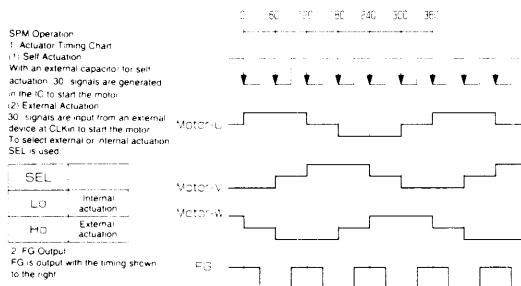 SPM Operation
1. Actuator Timing Chart
(1) Self Actuation
With an external capacitor for self
actuation, 30° signals are generated
in the IC to start the motor
(2) External Actuation
30° signals are input from an external
device at CLKin to start the motor
To select external or internal actuation
SEL is used
SEL
Lo Internal
actuation
Ho External
actuation
2. FG Output
FG is output with the timing shown
to the right
0 60 120 180 240 300 360
Motor-U
Motor-V
Motor-W
FG